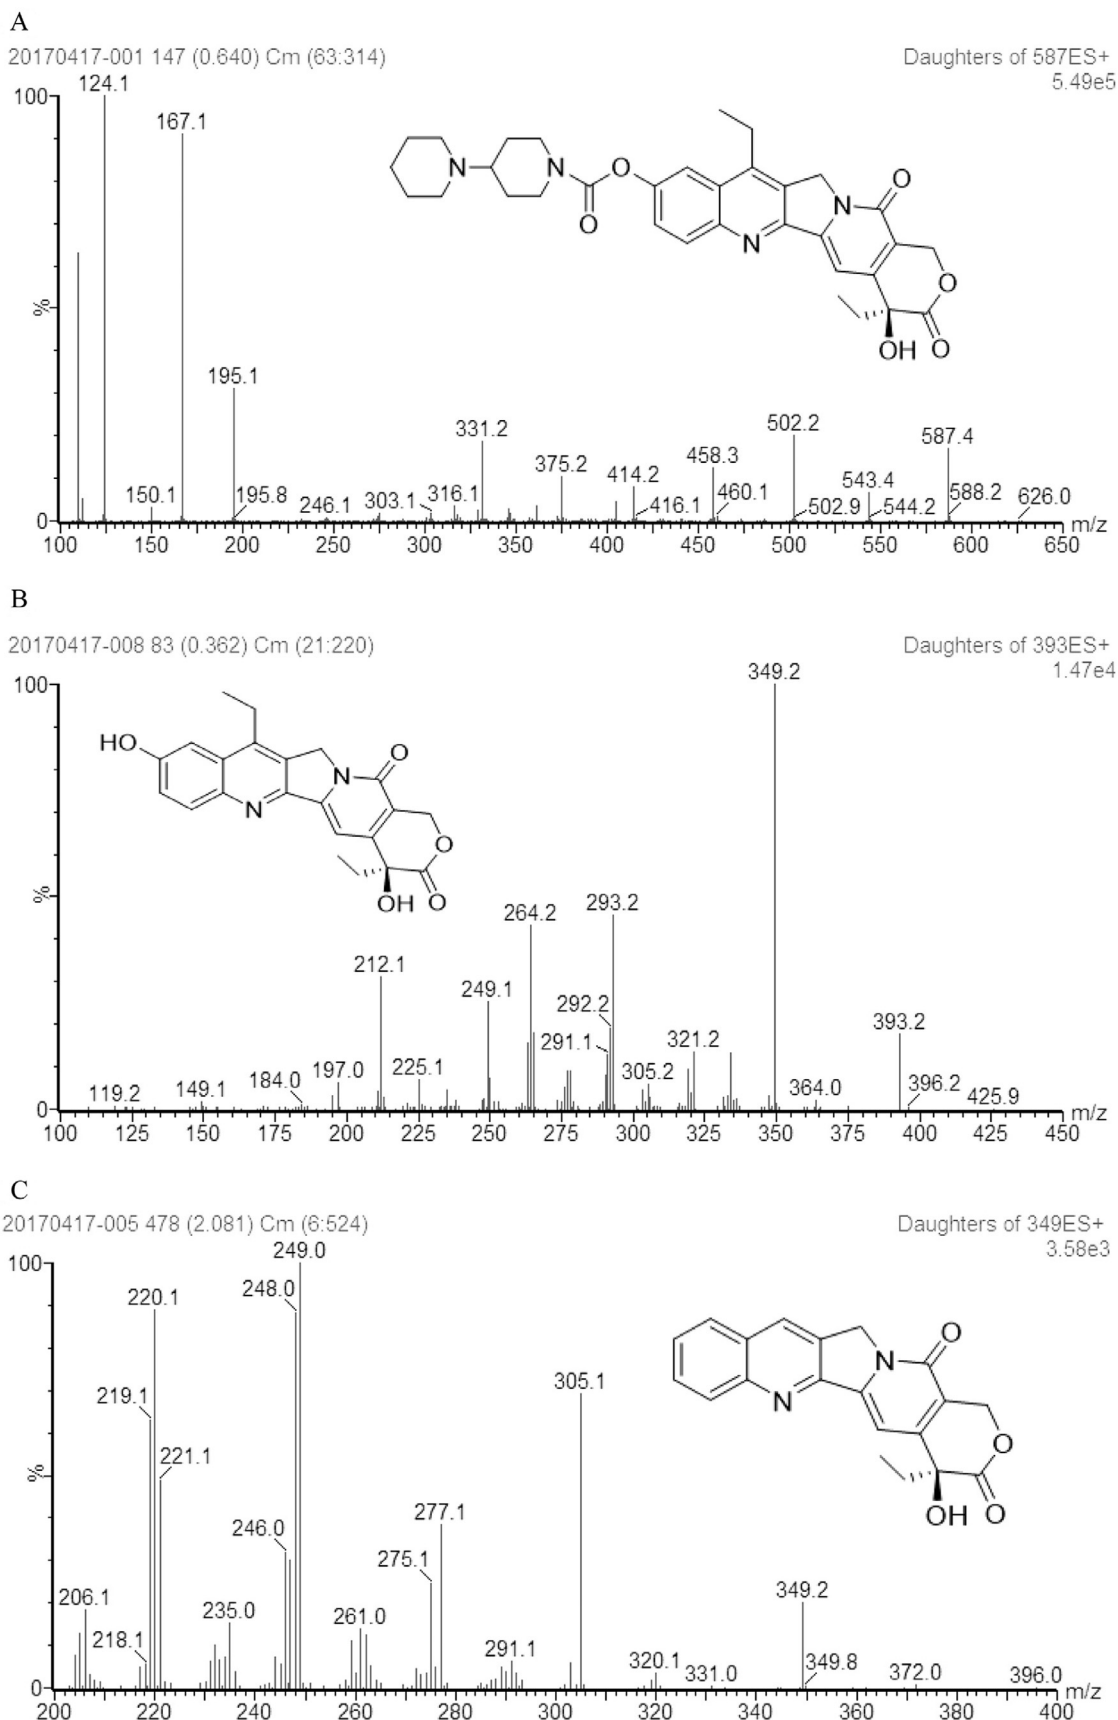 A
20170417-001 147 (0.640) Cm (63:314)
Daughters of 587ES+
5.49e5
100
%
0
124.1
167.1
195.1
150.1
195.8
246.1
303.1
316.1
331.2
375.2
414.2
416.1
458.3
460.1
502.2
502.9
543.4
544.2
587.4
588.2
626.0
N
N
O
O
N
N
O
O
O
OH
100 150 200 250 300 350 400 450 500 550 600 650 m/z
B
20170417-008 83 (0.362) Cm (21:220)
Daughters of 393ES+
1.47e4
100
%
0
119.2
149.1
184.0
197.0
212.1
225.1
249.1
264.2
291.1
292.2
293.2
305.2
321.2
349.2
364.0
393.2
396.2
425.9
HO
N
N
O
O
O
OH
100 125 150 175 200 225 250 275 300 325 350 375 400 425 450 m/z
C
20170417-005 478 (2.081) Cm (6:524)
Daughters of 349ES+
3.58e3
100
%
0
206.1
218.1
219.1
220.1
221.1
235.0
246.0
248.0
249.0
261.0
275.1
277.1
291.1
305.1
320.1
331.0
349.2
349.8
372.0
396.0
N
N
O
O
O
OH
200 220 240 260 280 300 320 340 360 380 400 m/z